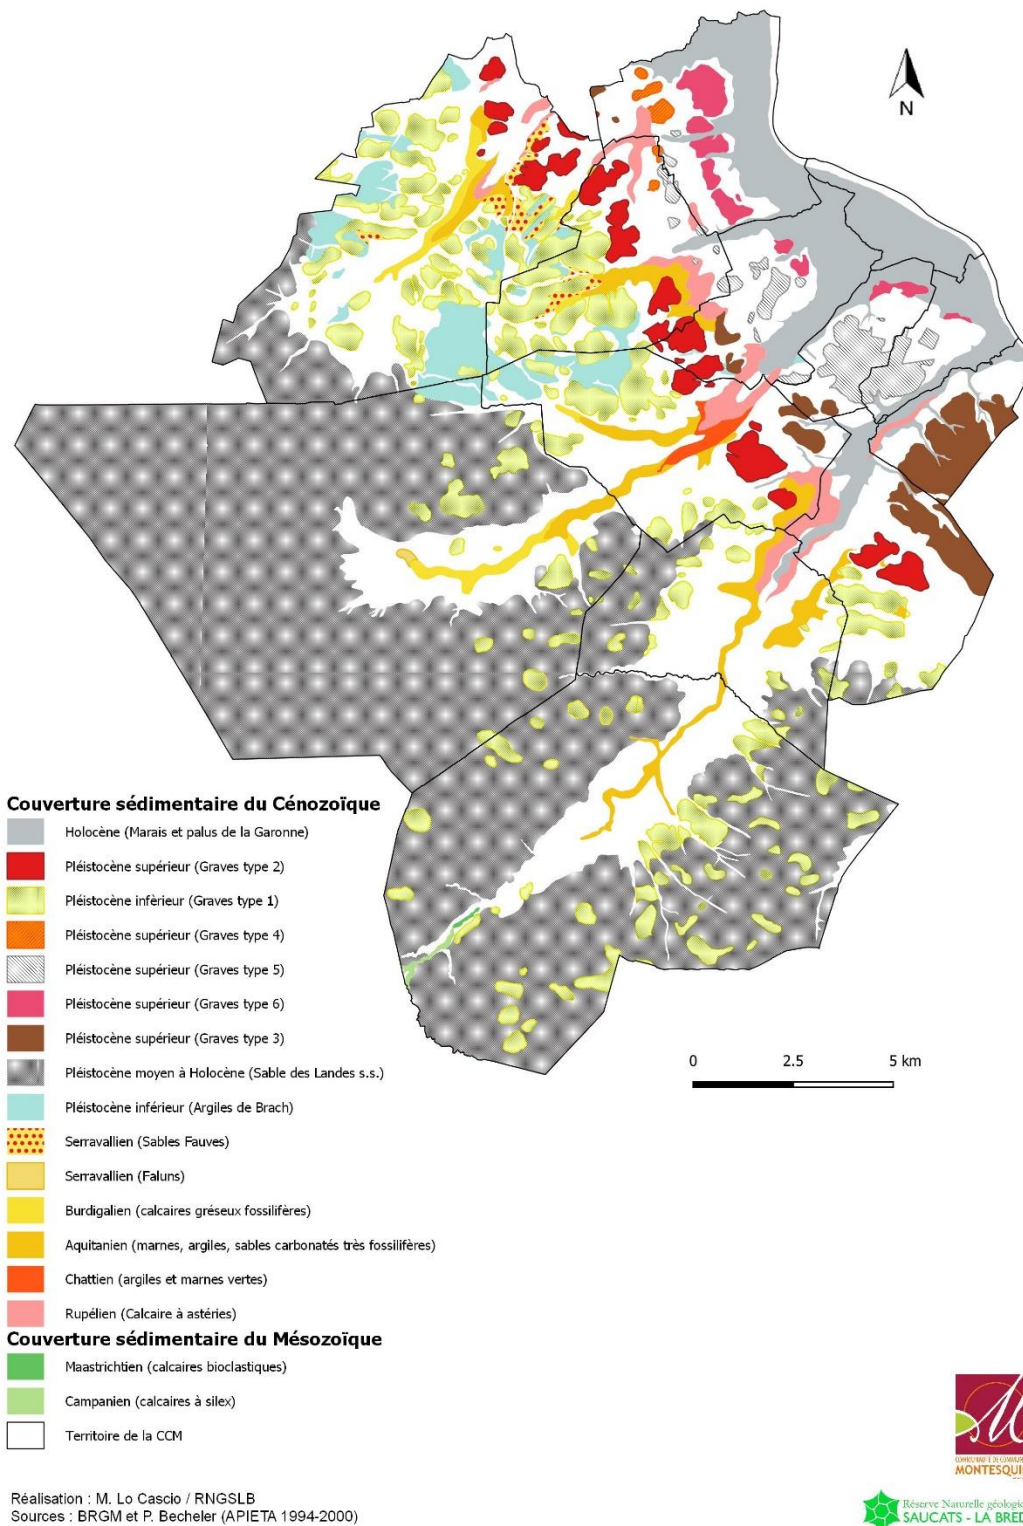 N
Couverture sédimentaire du Cénozoïque
Holocène (Marais et palus de la Garonne)
Pléistocène supérieur (Graves type 2)
Pléistocène infèrieur (Graves type 1)
Pléistocène supérieur (Graves type 4)
Pléistocène supérieur (Graves type 5)
Pléistocène supérieur (Graves type 6)
Pléistocène supérieur (Graves type 3)
Pléistocène moyen à Holocène (Sable des Landes s.s.)
Pléistocène inférieur (Argiles de Brach)
Serravallien (Sables Fauves)
Serravallien (Faluns)
Burdigalien (calcaires gréseux fossilifères)
Aquitanien (marnes, argiles, sables carbonatés très fossilifères)
Chattien (argiles et marnes vertes)
Rupélien (Calcaire à astéries)
Couverture sédimentaire du Mésozoïque
Maastrichtien (calcaires bioclastiques)
Campanien (calcaires à silex)
Territoire de la CCM
0 2.5 5 km
COMMUNAUTÉ DE COMMUN
MONTESQUI
Réalisation : M. Lo Cascio / RNGSLB
Sources : BRGM et P. Becheler (APIETA 1994-2000)
Réserve Naturelle géologi
SAUCATS - LA BRED